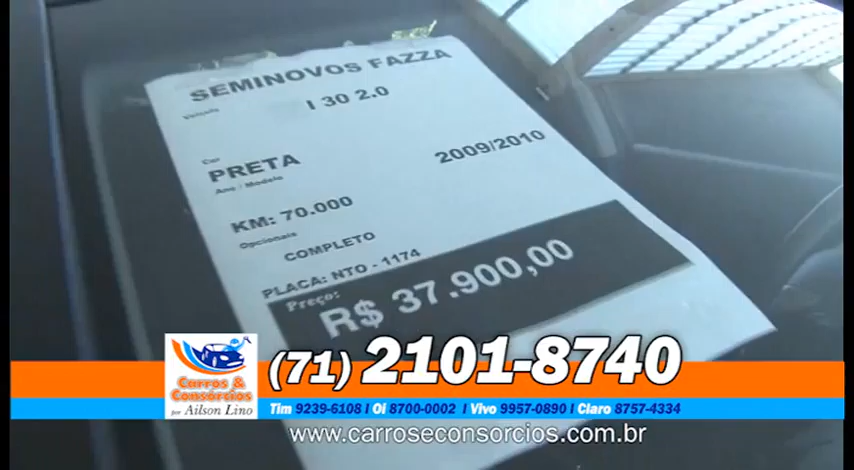 SEMINOVOS FAZZA
Veículo
I 30 2.0
Cor
PRETA
2009/2010
Ano / Modelo
KM: 70.000
Opcionais
COMPLETO
PLACA: NTO - 1174
Preço:
R$ 37.900,00
Carros &
Consórcios
por Ailson Lino
(71) 2101-8740
Tim 9239-6108 I Oi 8700-0002 I Vivo 9957-0890 I Claro 8757-4334
www.carroseconsorcios.com.br